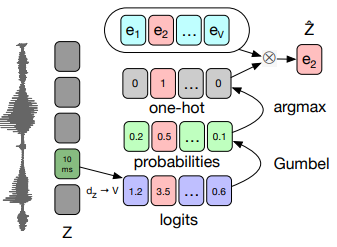 e1 e2 ... eV
Ẑ
e2
0 1 ... 0
one-hot
argmax
0.2 0.5 ... 0.1
probabilities
Gumbel
10
ms
dz → V
1.2 3.5 ... 0.6
logits
Z